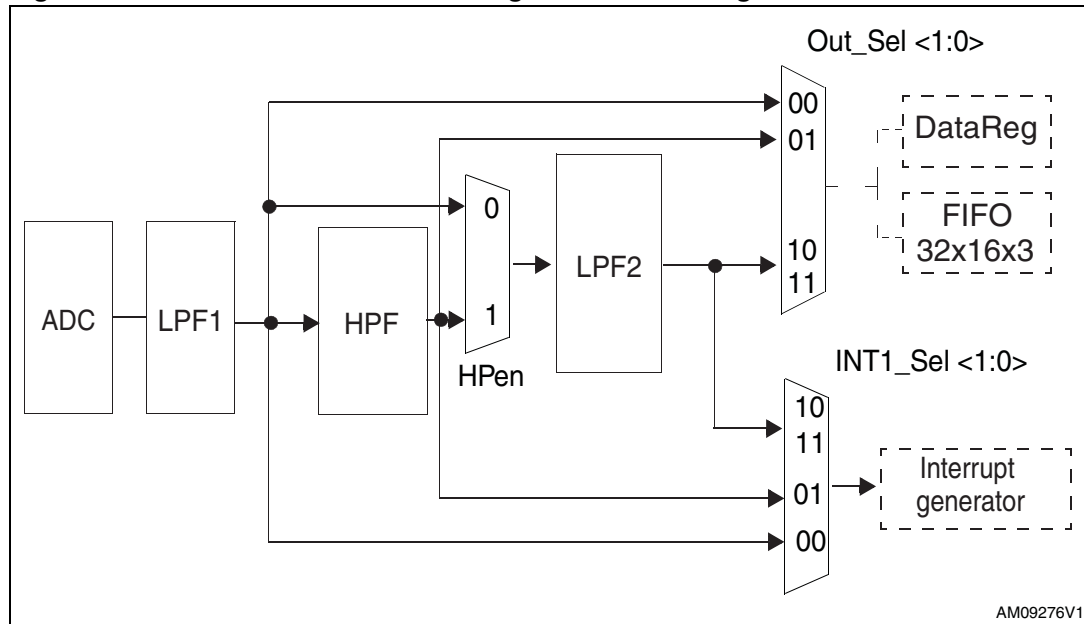 Out_Sel <1:0>
00
01
10
11
DataReg
FIFO
32x16x3
0
1
HPen
ADC
LPF1
HPF
LPF2
INT1_Sel <1:0>
10
11
01
00
Interrupt
generator
AM09276V1